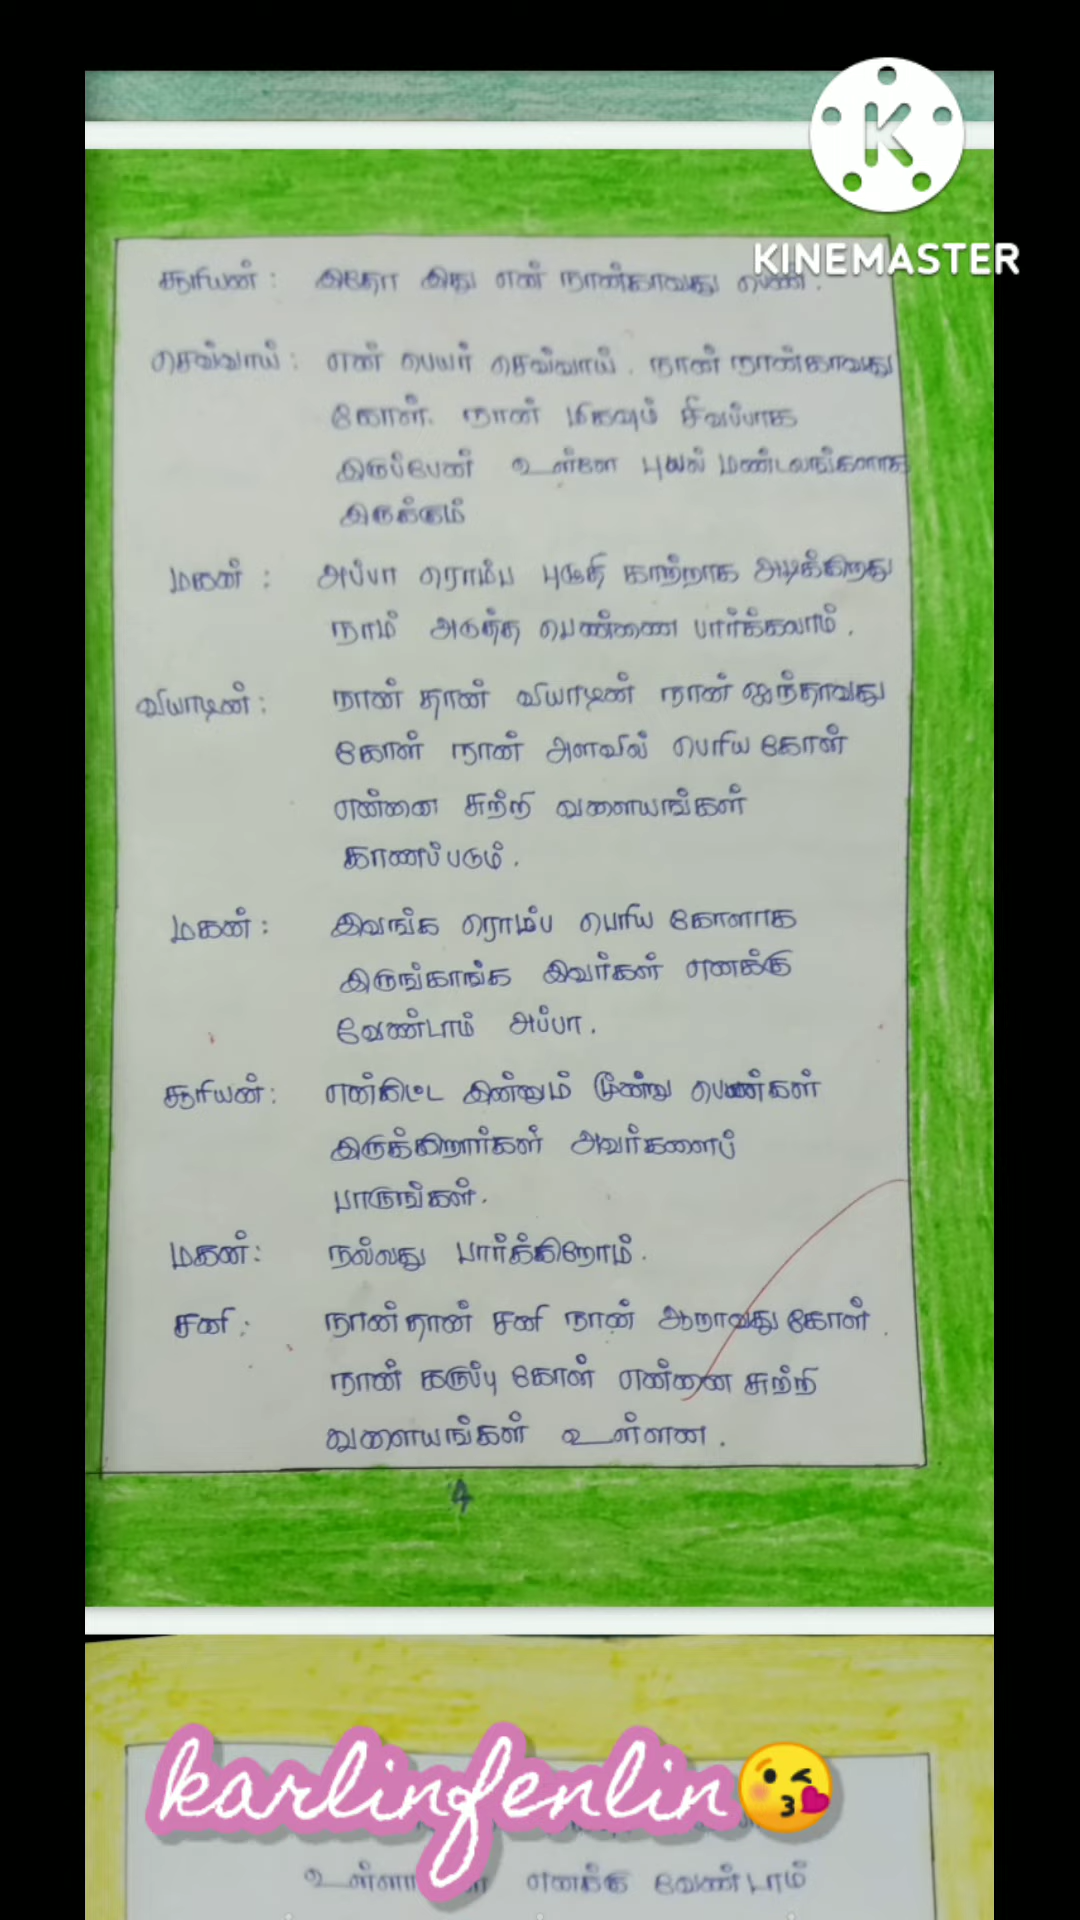 KINEMASTER
சூரியன் : இதோ இது என் நான்காவது பெண்.
செவ்வாய் : என் பெயர் செவ்வாய். நான் நான்காவது
கோள். நான் மிகவும் சிவப்பாக
இருப்பேன் உள்ளே புயல் மண்டலங்களாக
இருக்கும்
மகன் : அப்பா ரொம்ப புழுதி காற்றாக அடிக்கிறது
நாம் அடுத்த பெண்ணை பார்க்கலாம்.
வியாழன் : நான் தான் வியாழன் நான் ஐந்தாவது
கோள் நான் அளவில் பெரிய கோள்
என்னை சுற்றி வளையங்கள்
காணப்படும்.
மகன் : இவங்க ரொம்ப பெரிய கோளாக
இருங்காங்க இவர்கள் எனக்கு
வேண்டாம் அப்பா.
சூரியன் : என்கிட்ட இன்னும் மூன்று பெண்கள்
இருக்கிறார்கள் அவர்களைப்
பாருங்கள்.
மகன் : நல்லது பார்க்கிறோம்.
சனி : நான்தான் சனி நான் ஆறாவது கோள்.
நான் கருப்பு கோள் என்னை சுற்றி
வளையங்கள் உள்ளன.
4
karlinfenlin😘
எனக்கு வேண்டாம்